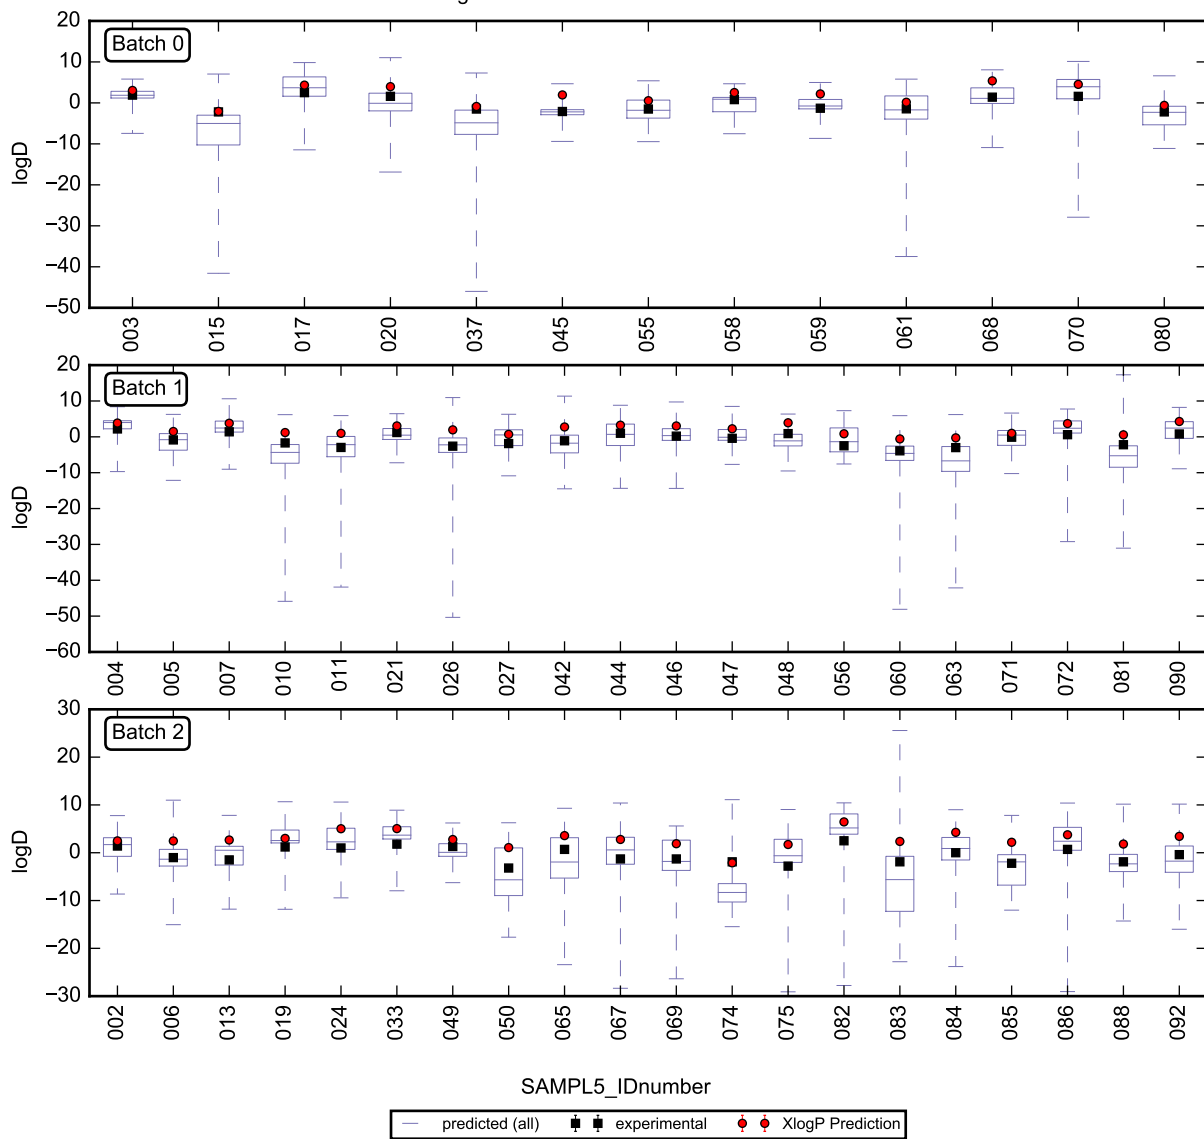 Batch 0
20
10
0
−10
−20
−30
−40
−50
logD
003 015 017 020 037 045 055 058 059 061 068 070 080
Batch 1
20
10
0
−10
−20
−30
−40
−50
−60
logD
004 005 007 010 011 021 026 027 042 044 046 047 048 056 060 063 071 072 081 090
Batch 2
30
20
10
0
−10
−20
−30
logD
002 006 013 019 024 033 049 050 065 067 069 074 075 082 083 084 085 086 088 092
SAMPL5_IDnumber
predicted (all) experimental XlogP Prediction